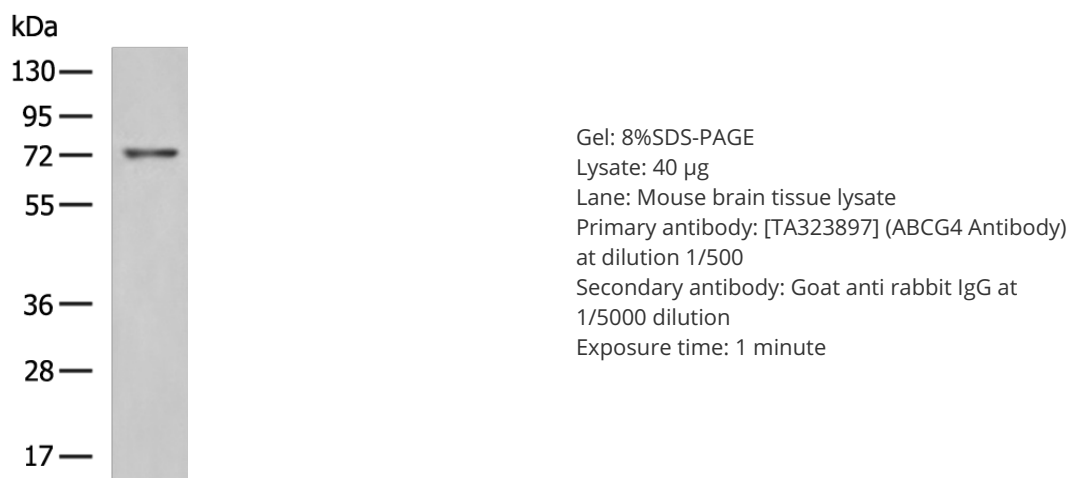 kDa
130
95
72
55
36
28
17
Gel: 8%SDS-PAGE
Lysate: 40 µg
Lane: Mouse brain tissue lysate
Primary antibody: [TA323897] (ABCG4 Antibody)
at dilution 1/500
Secondary antibody: Goat anti rabbit IgG at
1/5000 dilution
Exposure time: 1 minute